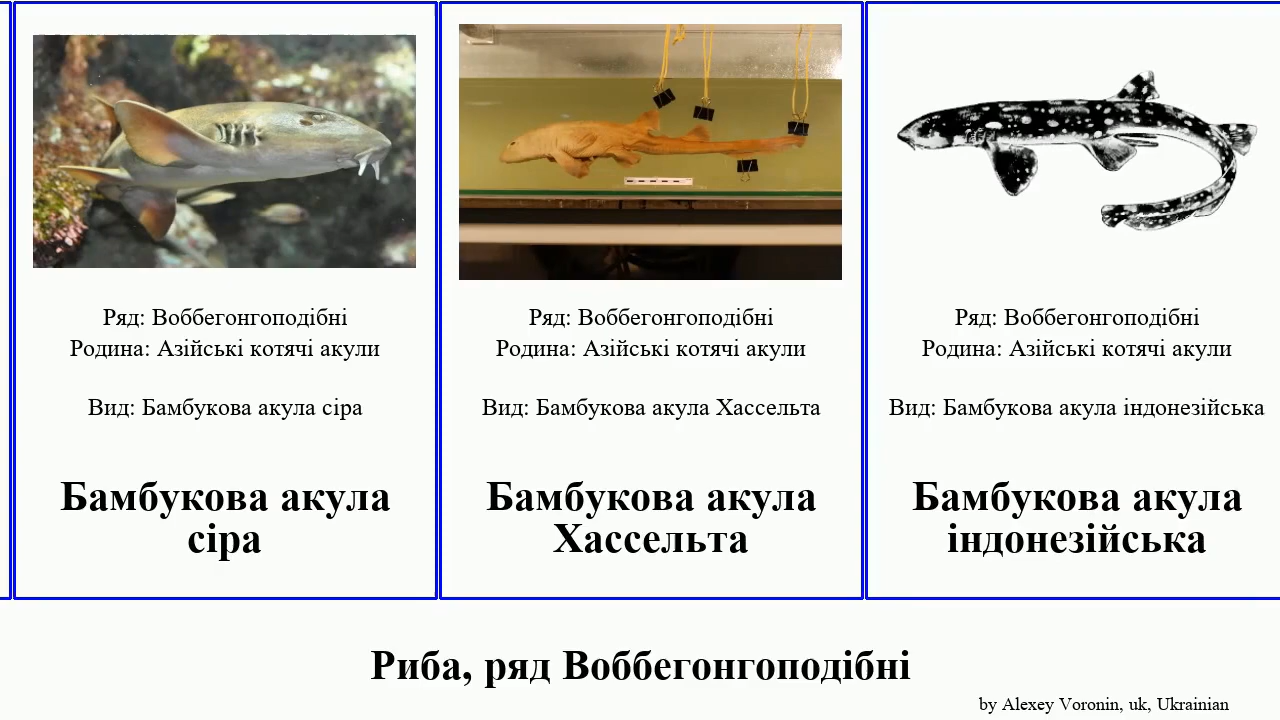 Ряд: Воббегонгоподібні
Родина: Азійські котячі акули
Вид: Бамбукова акула сіра
Бамбукова акула
сіра
Ряд: Воббегонгоподібні
Родина: Азійські котячі акули
Вид: Бамбукова акула Хассельта
Бамбукова акула
Хассельта
Ряд: Воббегонгоподібні
Родина: Азійські котячі акули
Вид: Бамбукова акула індонезійська
Бамбукова акула
індонезійська
Риба, ряд Воббегонгоподібні
by Alexey Voronin, uk, Ukrainian